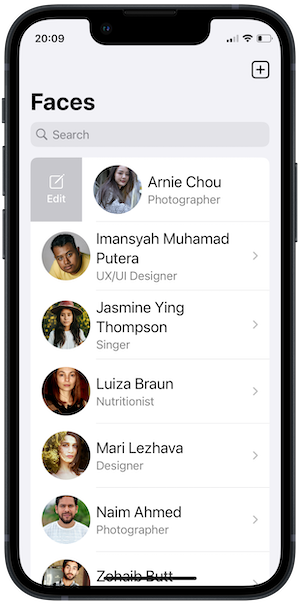 20:09
Faces
Search
Edit
Arnie Chou
Photographer
Imansyah Muhamad
Putera
UX/UI Designer
Jasmine Ying
Thompson
Singer
Luiza Braun
Nutritionist
Mari Lezhava
Designer
Naim Ahmed
Photographer
Zohaib Butt